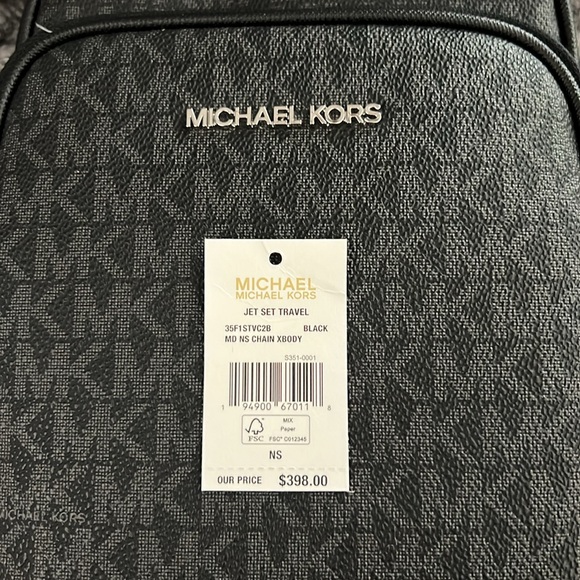 MICHAEL KORS
MICHAEL
MICHAEL KORS
JET SET TRAVEL
35F1STVC2B BLACK
MD NS CHAIN XBODY
S351-0001
1 94900 67011 8
FSC
MIX
Paper
FSC® C012345
NS
OUR PRICE $398.00
MICHAEL KORS